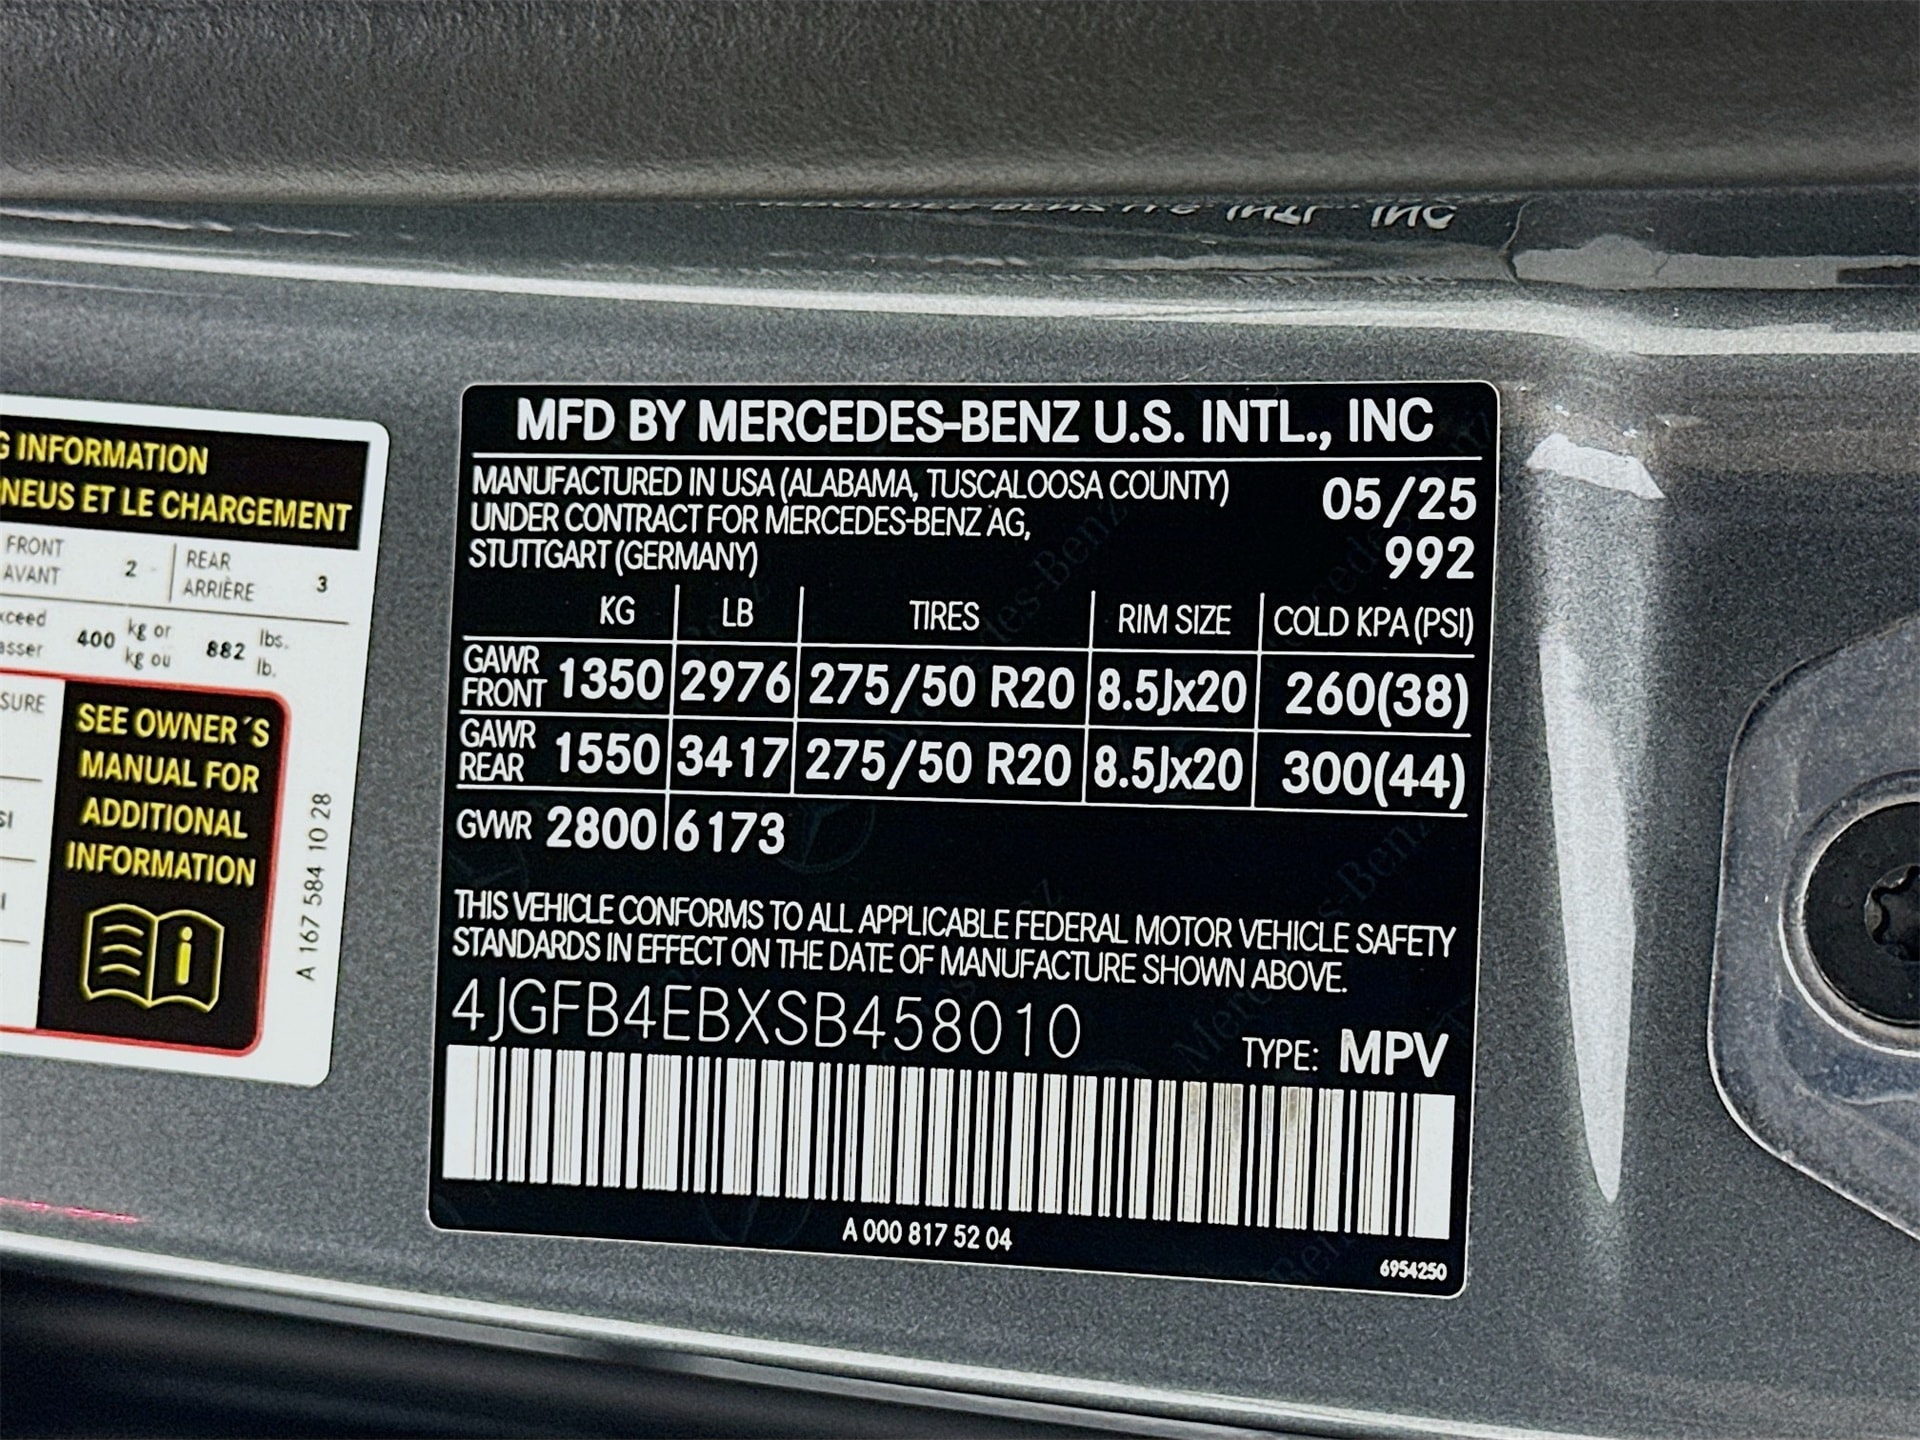 G INFORMATION
NEUS ET LE CHARGEMENT
FRONT
AVANT
2
REAR
ARRIÈRE
3
400
kg or
kg ou
882
lbs.
lb.
SEE OWNER´S
MANUAL FOR
ADDITIONAL
INFORMATION
A 167 584 10 28
MFD BY MERCEDES-BENZ U.S. INTL., INC
MANUFACTURED IN USA (ALABAMA, TUSCALOOSA COUNTY)
UNDER CONTRACT FOR MERCEDES-BENZ AG,
STUTTGART (GERMANY)
05/25
992
KG LB TIRES RIM SIZE COLD KPA (PSI)
GAWR FRONT 1350 2976 275/50 R20 8.5Jx20 260(38)
GAWR REAR 1550 3417 275/50 R20 8.5Jx20 300(44)
GVWR 2800 6173
THIS VEHICLE CONFORMS TO ALL APPLICABLE FEDERAL MOTOR VEHICLE SAFETY
STANDARDS IN EFFECT ON THE DATE OF MANUFACTURE SHOWN ABOVE.
4JGFB4EBXSB458010
TYPE: MPV
A 000 817 52 04
6954250